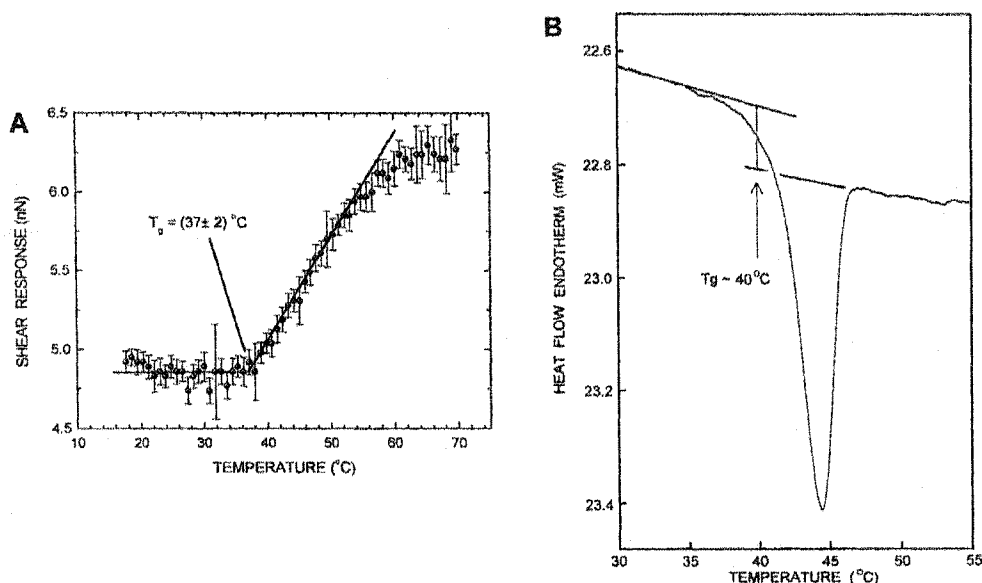 A
6.5
6.0
5.5
5.0
4.5
SHEAR RESPONSE (nN)
T_g = (37± 2) °C
10 20 30 40 50 60 70
TEMPERATURE (°C)
B
22.6
22.8
23.0
23.2
23.4
HEAT FLOW ENDOTHERM (mW)
Tg ~ 40°C
30 35 40 45 50 55
TEMPERATURE (°C)